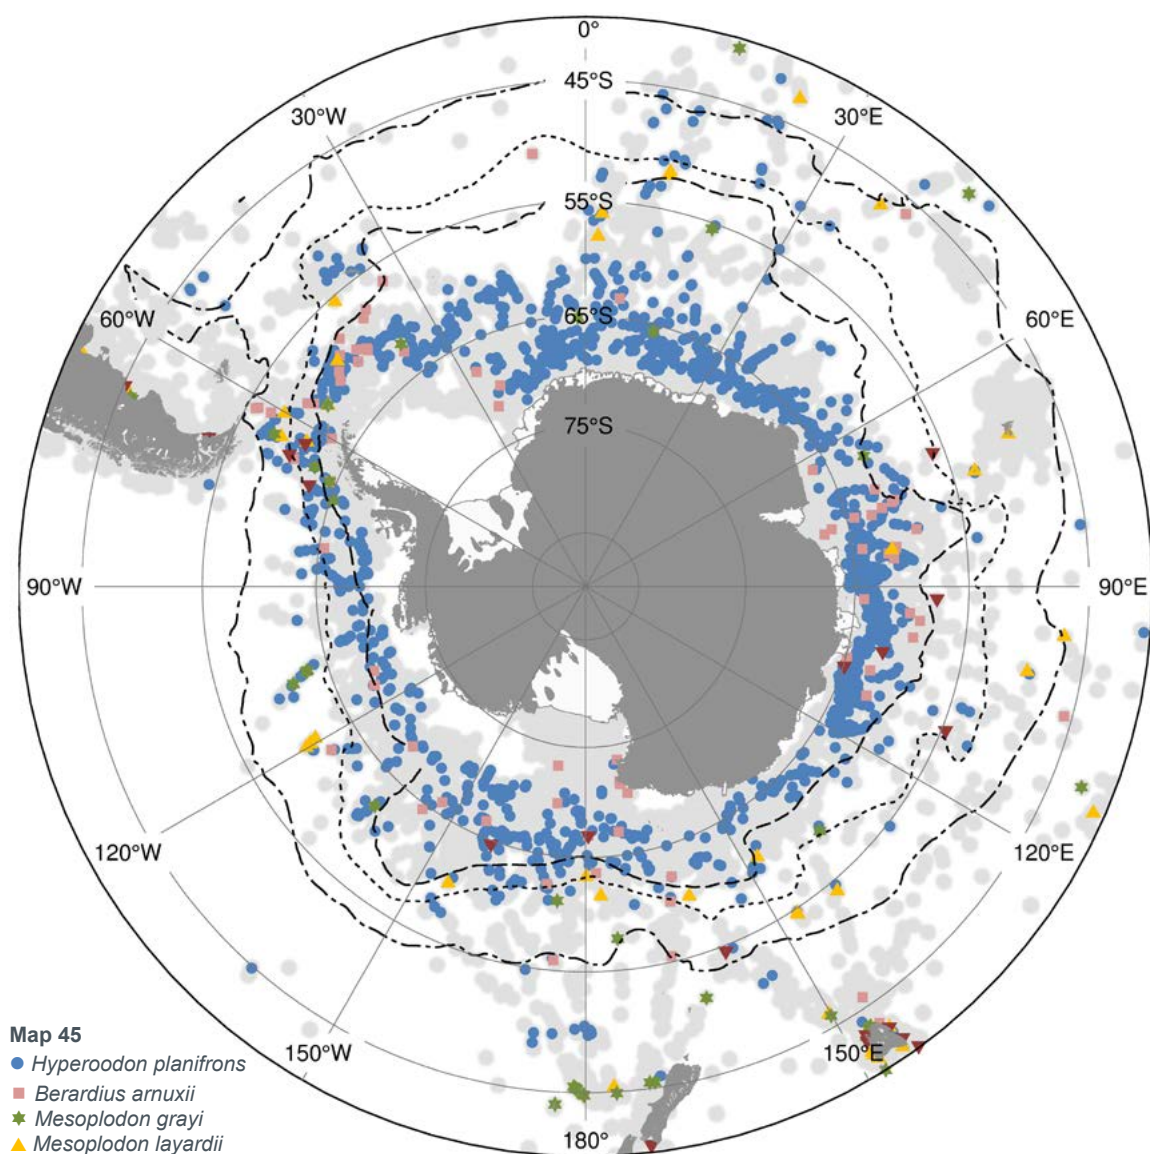 0°
45°S
30°W
30°E
55°S
60°W
65°S
60°E
75°S
90°W
90°E
120°W
120°E
150°W
150°E
180°
Map 45
Hyperoodon planifrons
Berardius arnuxii
Mesoplodon grayi
Mesoplodon layardii